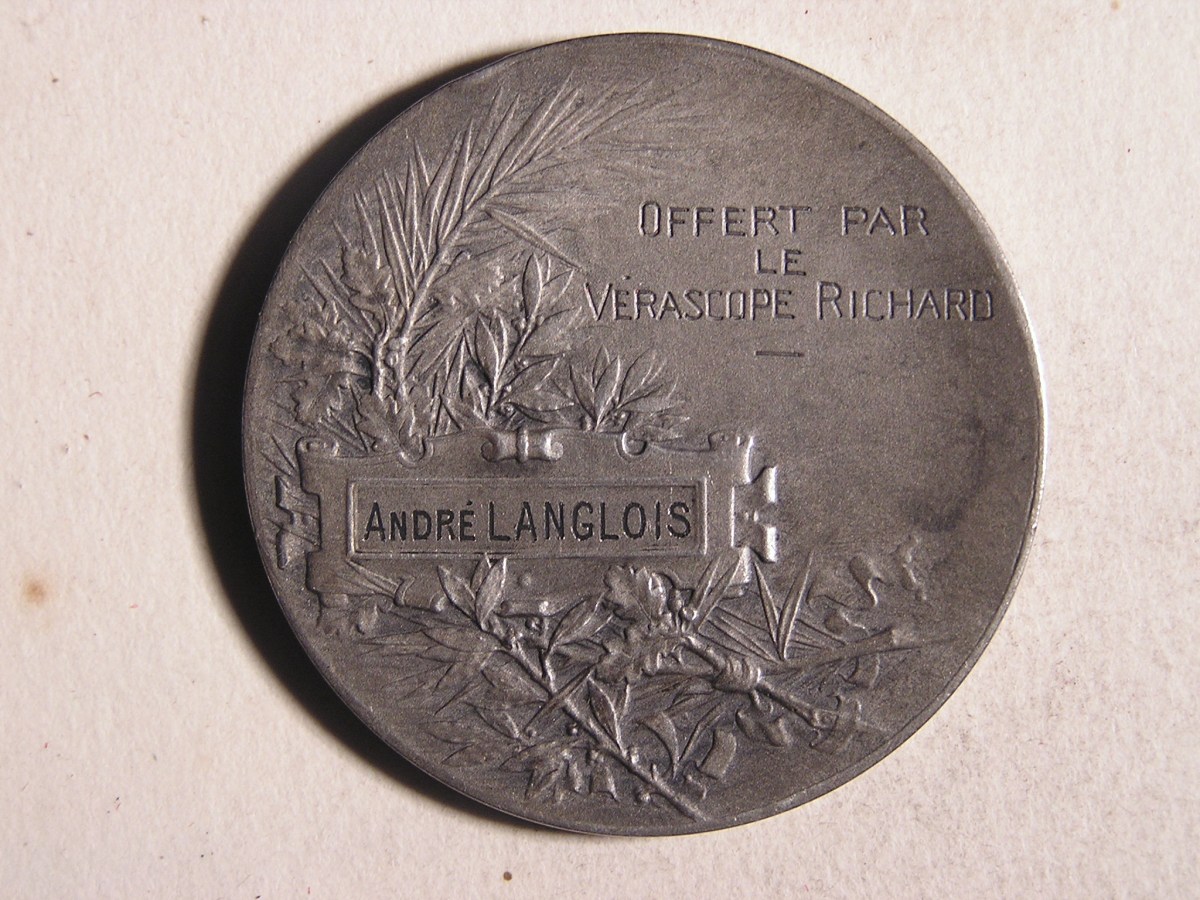 OFFERT PAR
LE
VÉRASCOPE RICHARD
ANDRÉ LANGLOIS